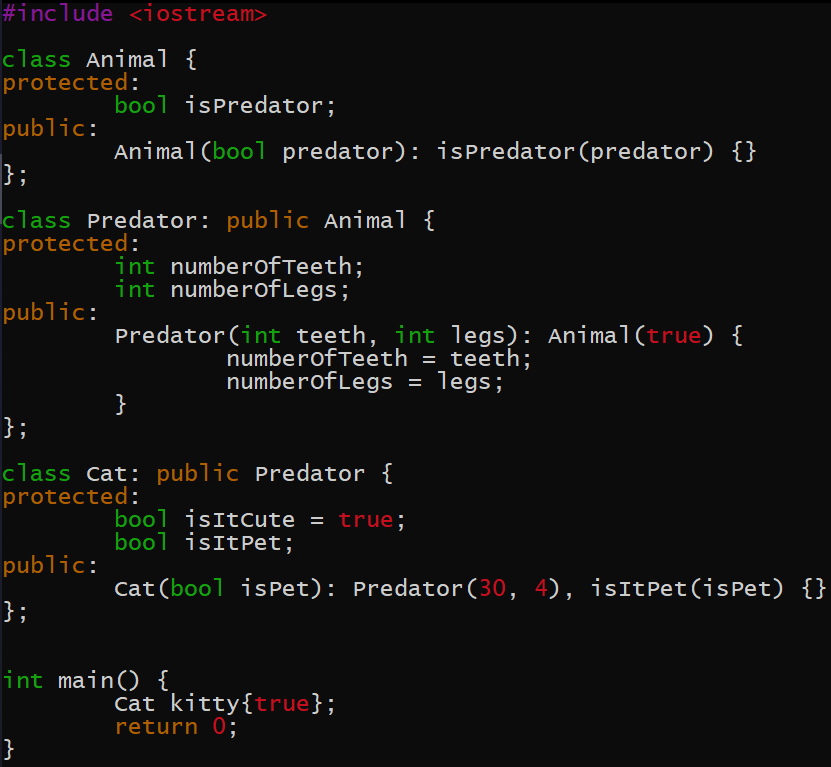 #include <iostream>

class Animal {
protected:
        bool isPredator;
public:
        Animal(bool predator): isPredator(predator) {}
};

class Predator: public Animal {
protected:
        int numberOfTeeth;
        int numberOfLegs;
public:
        Predator(int teeth, int legs): Animal(true) {
                numberOfTeeth = teeth;
                numberOfLegs = legs;
        }
};

class Cat: public Predator {
protected:
        bool isItCute = true;
        bool isItPet;
public:
        Cat(bool isPet): Predator(30, 4), isItPet(isPet) {}
};


int main() {
        Cat kitty{true};
        return 0;
}